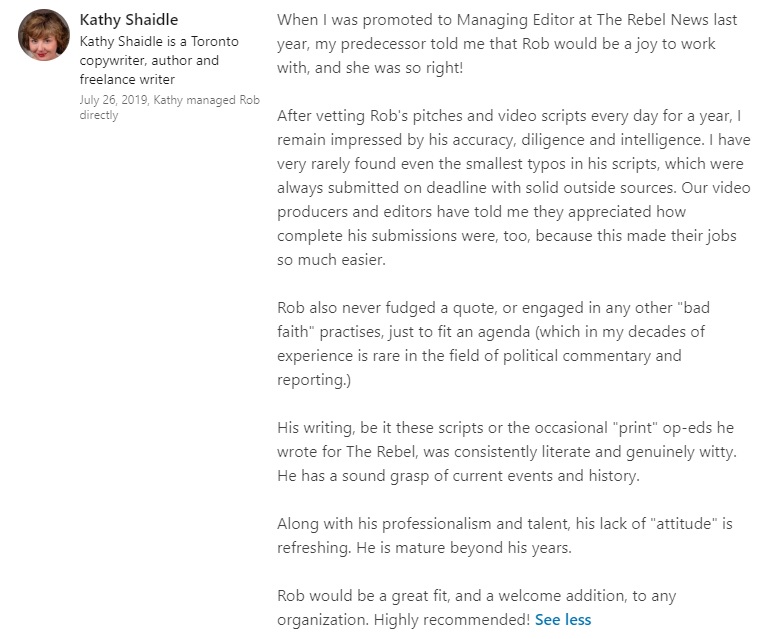 Kathy Shaidle
Kathy Shaidle is a Toronto
copywriter, author and
freelance writer
July 26, 2019, Kathy managed Rob
directly
When I was promoted to Managing Editor at The Rebel News last
year, my predecessor told me that Rob would be a joy to work
with, and she was so right!
After vetting Rob's pitches and video scripts every day for a year, I
remain impressed by his accuracy, diligence and intelligence. I have
very rarely found even the smallest typos in his scripts, which were
always submitted on deadline with solid outside sources. Our video
producers and editors have told me they appreciated how
complete his submissions were, too, because this made their jobs
so much easier.
Rob also never fudged a quote, or engaged in any other "bad
faith" practises, just to fit an agenda (which in my decades of
experience is rare in the field of political commentary and
reporting.)
His writing, be it these scripts or the occasional "print" op-eds he
wrote for The Rebel, was consistently literate and genuinely witty.
He has a sound grasp of current events and history.
Along with his professionalism and talent, his lack of "attitude" is
refreshing. He is mature beyond his years.
Rob would be a great fit, and a welcome addition, to any
organization. Highly recommended! See less